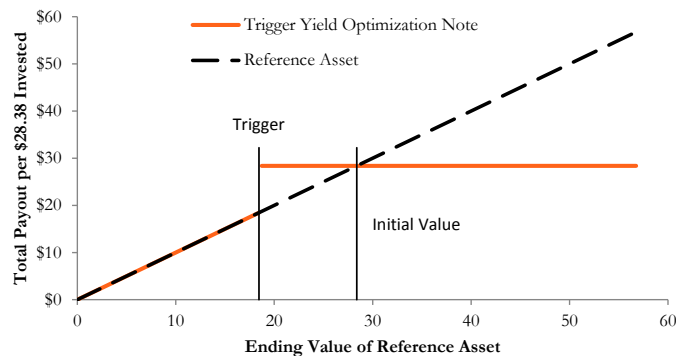 Trigger Yield Optimization Note
Reference Asset
Total Payout per $28.38 Invested
$60
$50
$40
$30
$20
$10
$0
Trigger
Initial Value
0 10 20 30 40 50 60
Ending Value of Reference Asset